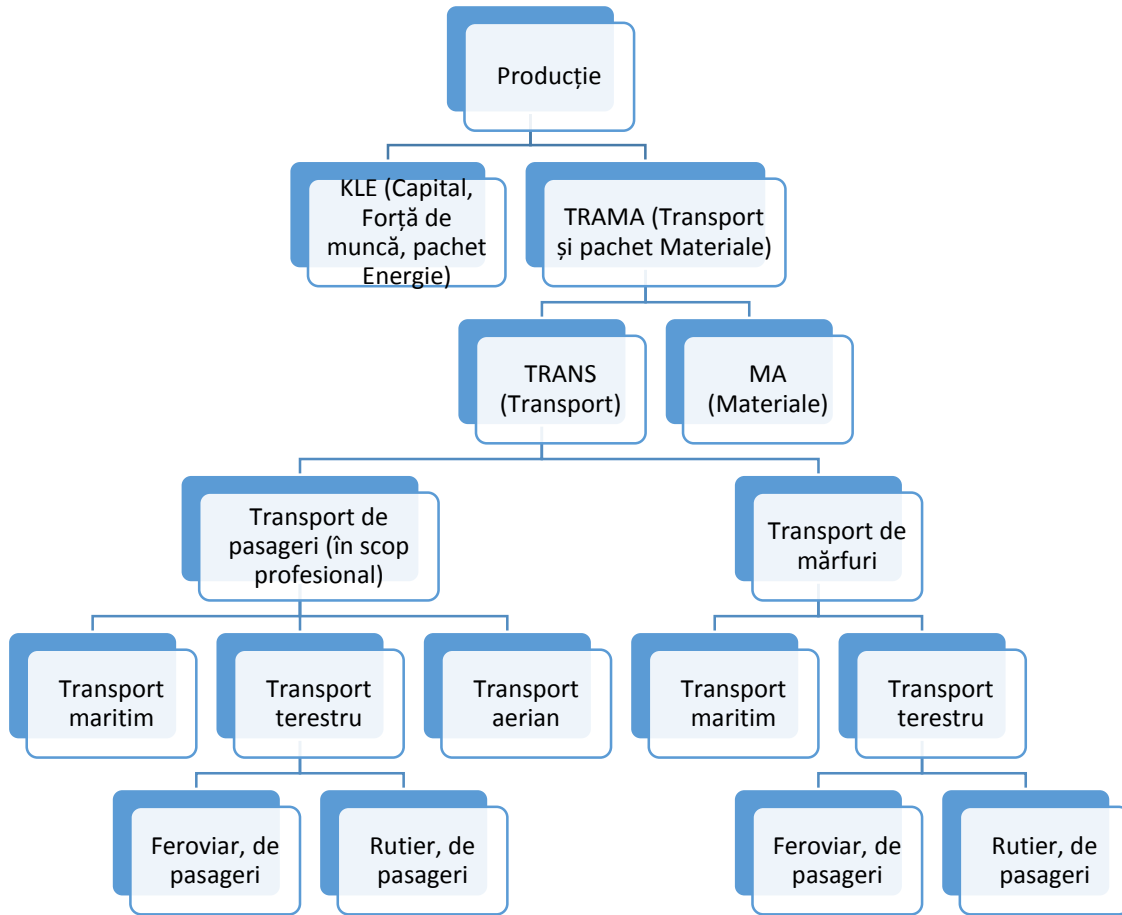 Producție
KLE (Capital,
Forță de
muncă, pachet
Energie)
TRAMA (Transport
și pachet Materiale)
TRANS
(Transport)
MA
(Materiale)
Transport de
pasageri (în scop
profesional)
Transport de
mărfuri
Transport
maritim
Transport
terestru
Transport
aerian
Transport
maritim
Transport
terestru
Feroviar, de
pasageri
Rutier, de
pasageri
Feroviar, de
pasageri
Rutier, de
pasageri